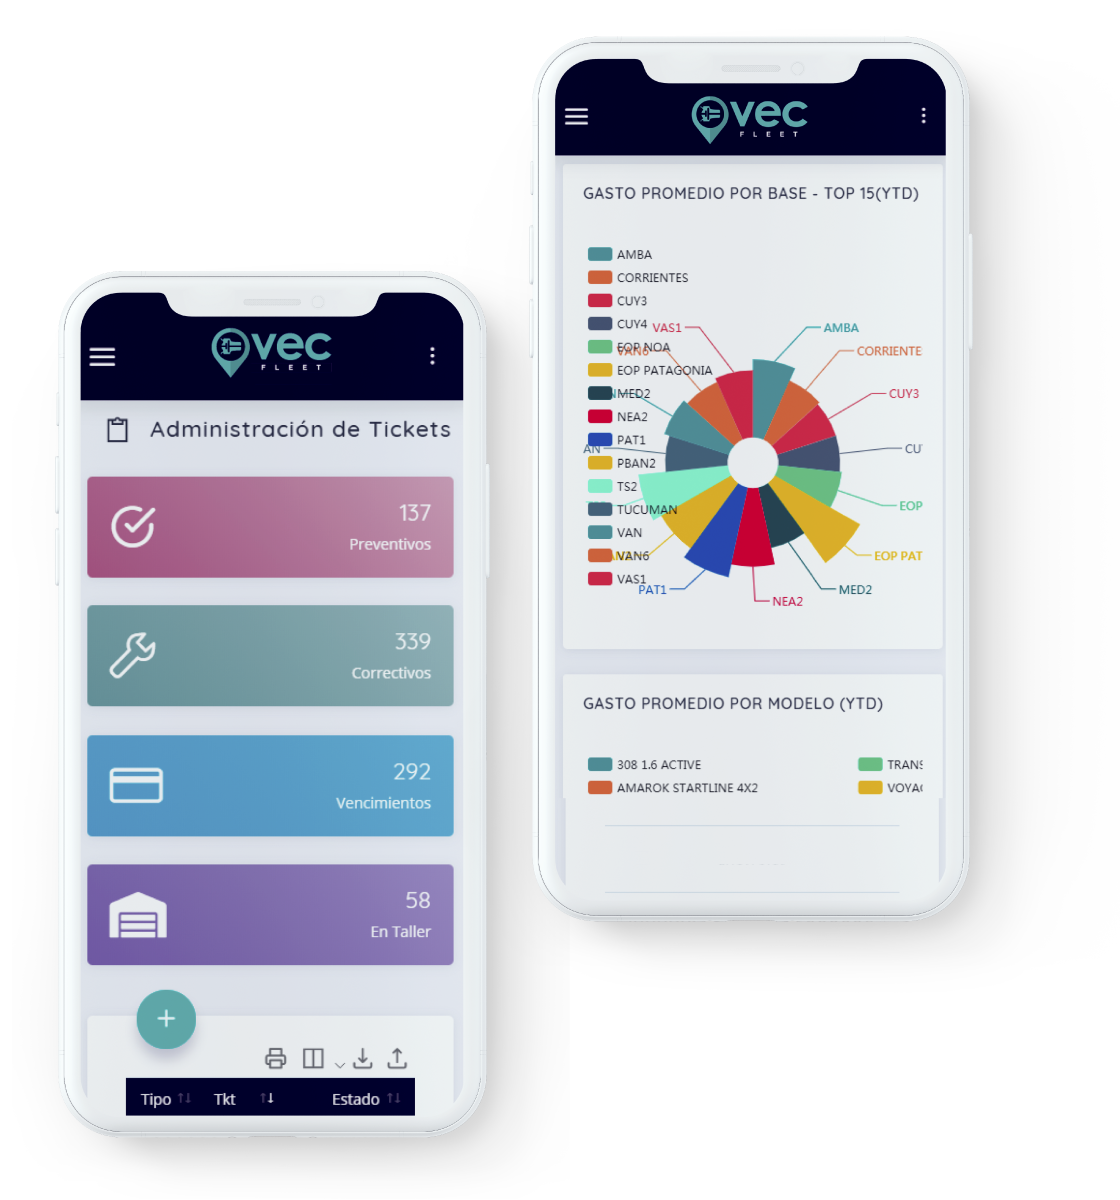 vec
FLEET
Administración de Tickets
137
Preventivos
339
Correctivos
292
Vencimientos
58
En Taller
Tipo Tkt Estado
vec
FLEET
GASTO PROMEDIO POR BASE - TOP 15(YTD)
AMBA
CORRIENTES
CUY3
CUY4
EOP NOA
EOP PATAGONIA
MED2
NEA2
PAT1
PBAN2
TS2
TUCUMAN
VAN
VAN6
VAS1
VAS1
AMBA
VAN6
CORRIENTE
CUY3
AN
CU
EOP
EOP PAT
PAT1
MED2
NEA2
GASTO PROMEDIO POR MODELO (YTD)
308 1.6 ACTIVE TRANS
AMAROK STARTLINE 4X2 VOYA